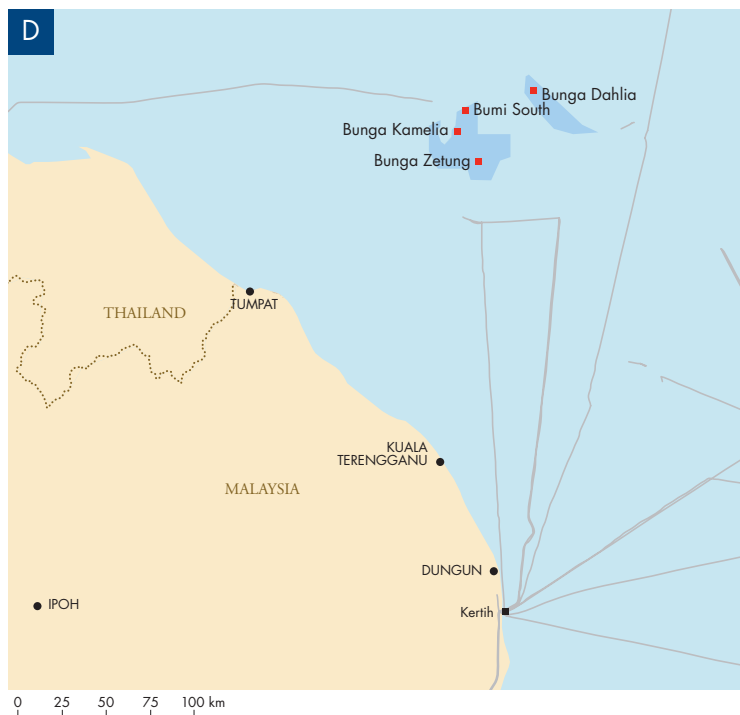 D
Bunga Dahlia
Bumi South
Bunga Kamelia
Bunga Zetung
THAILAND
TUMPAT
KUALA
TERENGGANU
MALAYSIA
DUNGUN
IPOH
Kertih
0 25 50 75 100 km